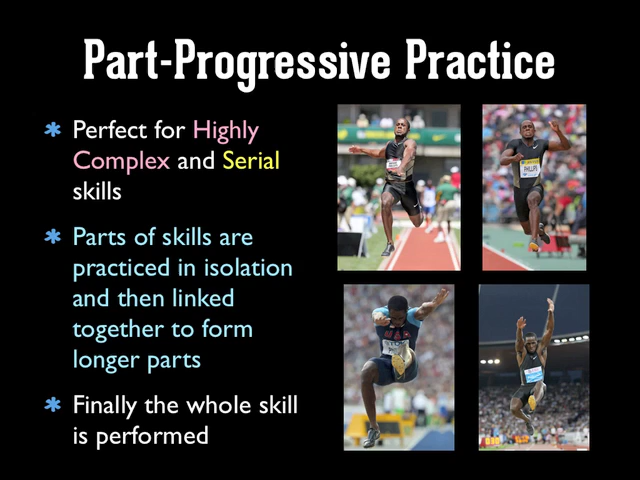 Part-Progressive Practice
Perfect for Highly
Complex and Serial
skills
Parts of skills are
practiced in isolation
and then linked
together to form
longer parts
Finally the whole skill
is performed
PHILLIPS